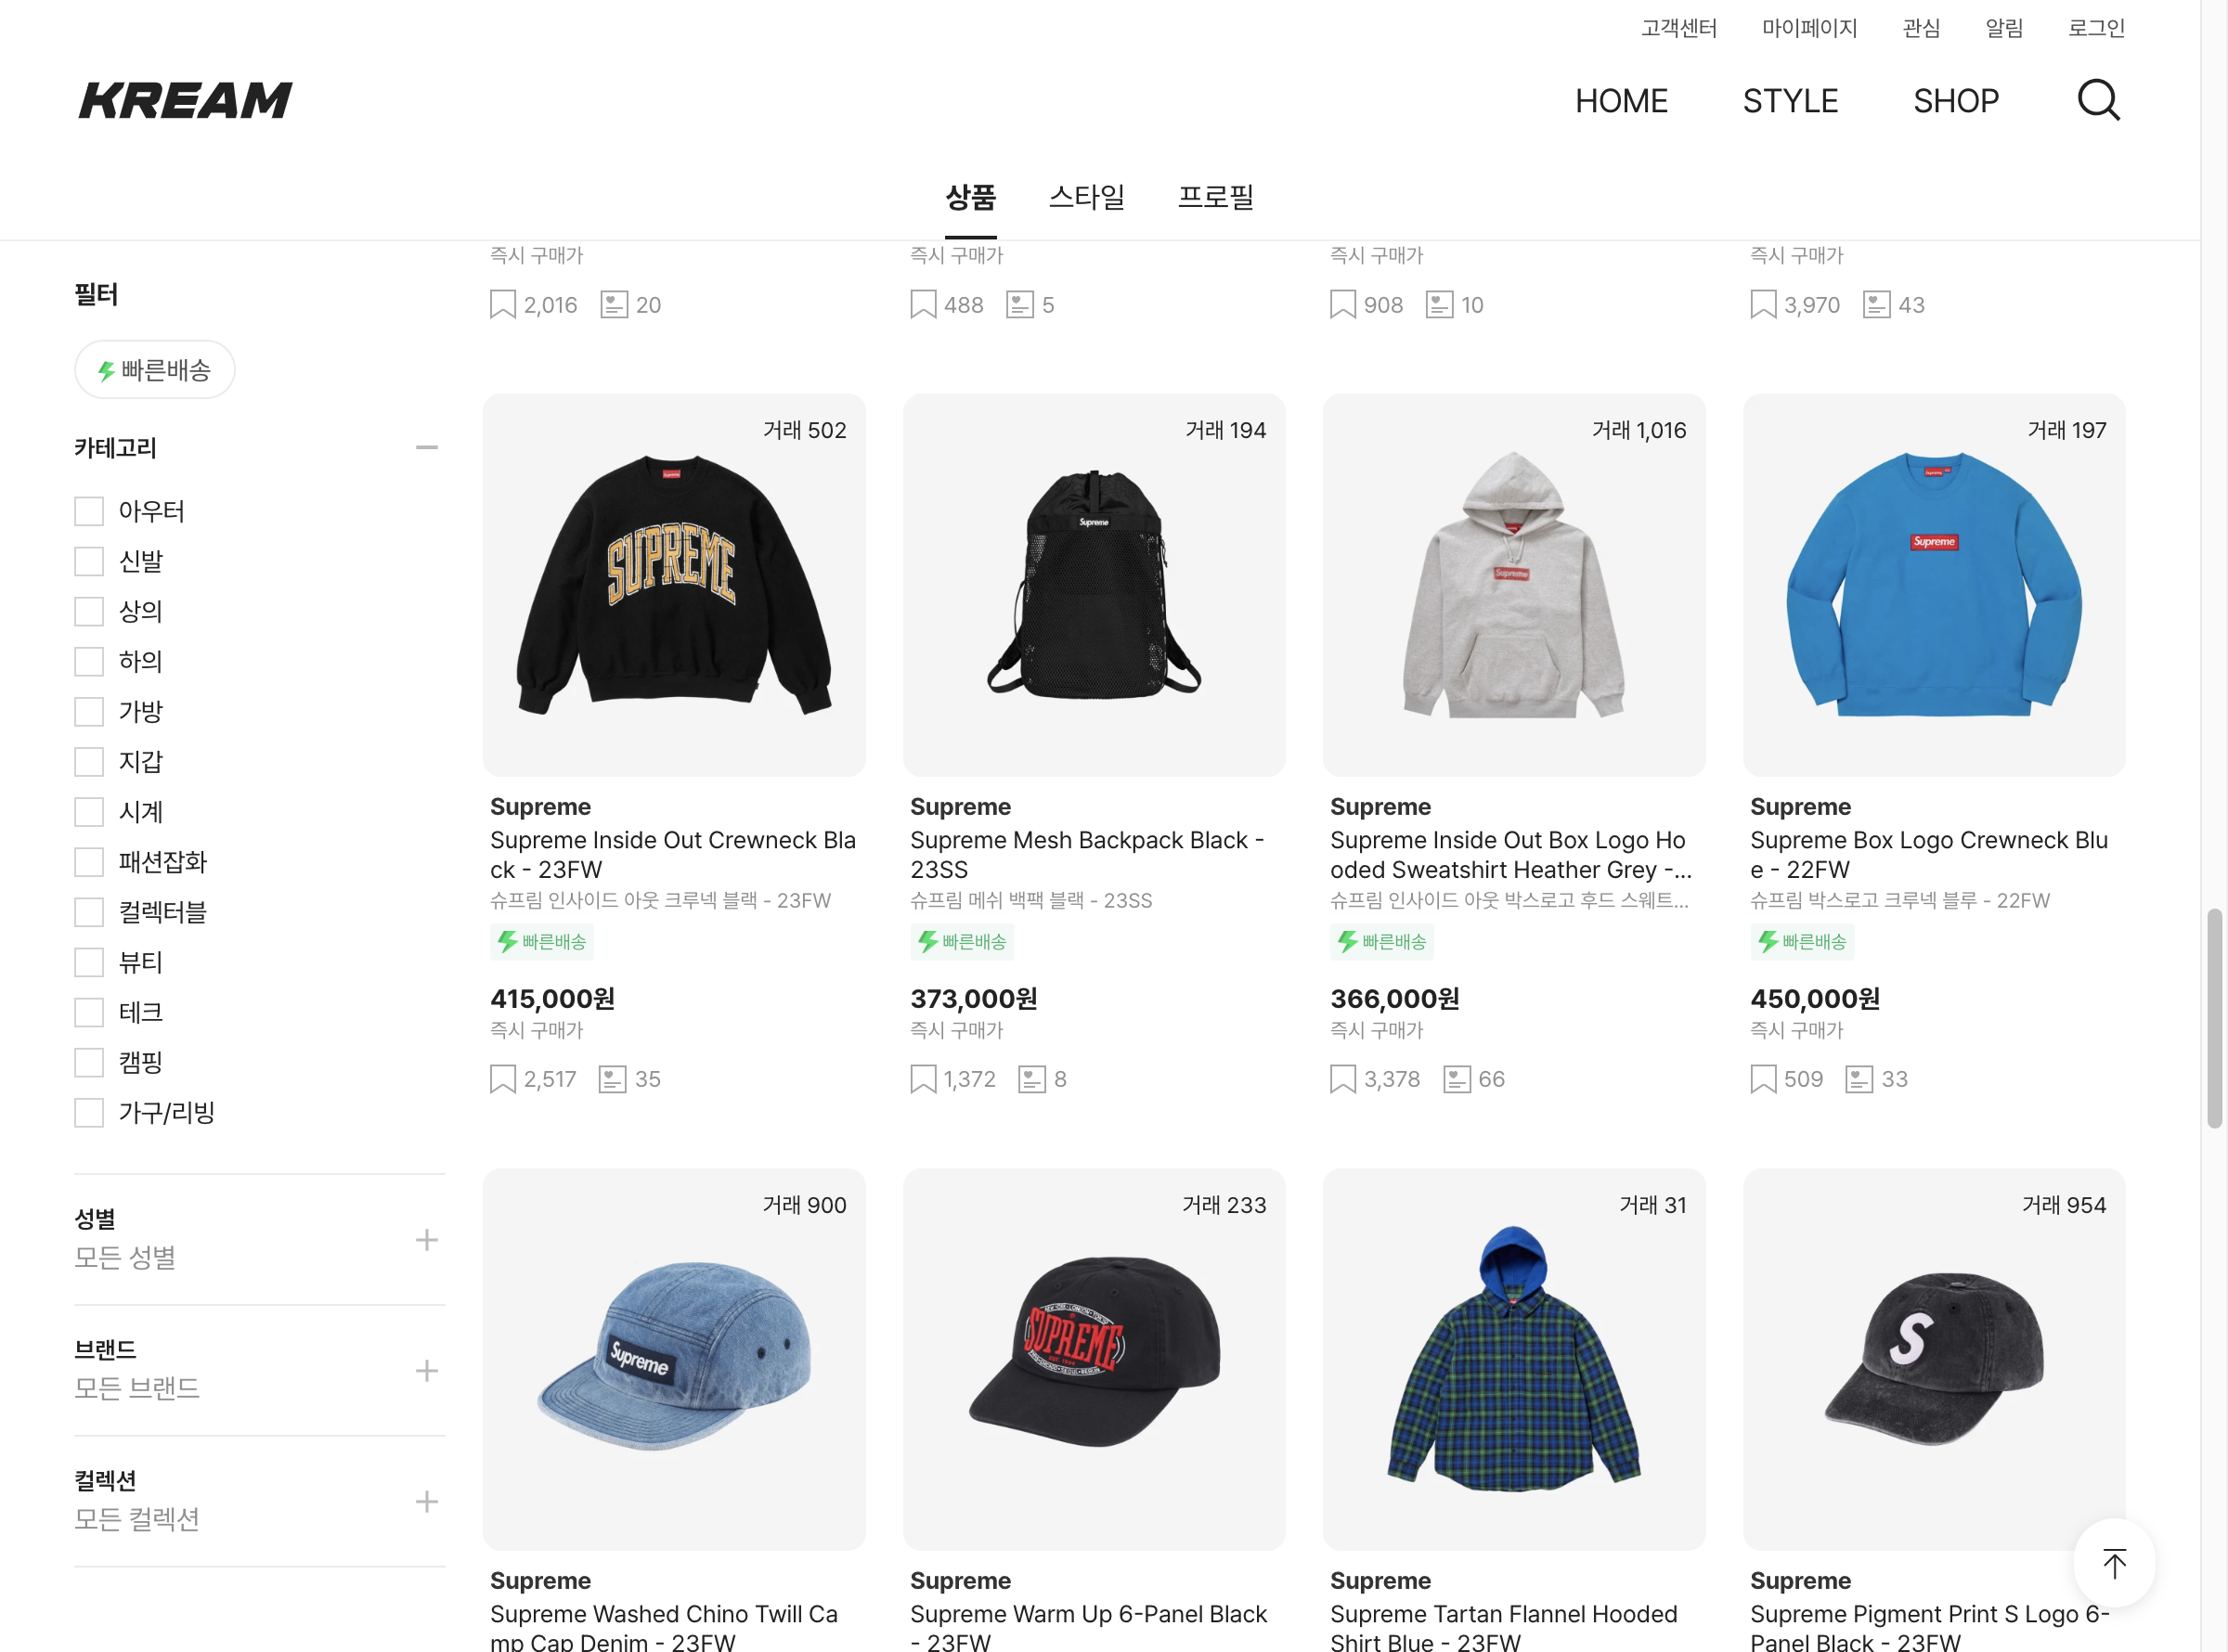 고객센터 마이페이지 관심 알림 로그인
KREAM
HOME STYLE SHOP
상품 스타일 프로필
필터
빠른배송
카테고리
아우터
신발
상의
하의
가방
지갑
시계
패션잡화
컬렉터블
뷰티
테크
캠핑
가구/리빙
성별
모든 성별
브랜드
모든 브랜드
컬렉션
모든 컬렉션
즉시 구매가
2,016 20
즉시 구매가
488 5
즉시 구매가
908 10
즉시 구매가
3,970 43
거래 502
SUPREME
Supreme
Supreme Inside Out Crewneck Bla
ck - 23FW
슈프림 인사이드 아웃 크루넥 블랙 - 23FW
빠른배송
415,000원
즉시 구매가
2,517 35
거래 194
Supreme
Supreme
Supreme Mesh Backpack Black -
23SS
슈프림 메쉬 백팩 블랙 - 23SS
빠른배송
373,000원
즉시 구매가
1,372 8
거래 1,016
Supreme
Supreme
Supreme Inside Out Box Logo Ho
oded Sweatshirt Heather Grey -...
슈프림 인사이드 아웃 박스로고 후드 스웨트...
빠른배송
366,000원
즉시 구매가
3,378 66
거래 197
Supreme
Supreme
Supreme Box Logo Crewneck Blu
e - 22FW
슈프림 박스로고 크루넥 블루 - 22FW
빠른배송
450,000원
즉시 구매가
509 33
거래 900
Supreme
Supreme
Supreme Washed Chino Twill Ca
mp Cap Denim - 23FW
거래 233
SUPREME
Supreme
Supreme Warm Up 6-Panel Black
- 23FW
거래 31
Supreme
Supreme Tartan Flannel Hooded
Shirt Blue - 23FW
거래 954
S
Supreme
Supreme Pigment Print S Logo 6-
Panel Black - 23FW